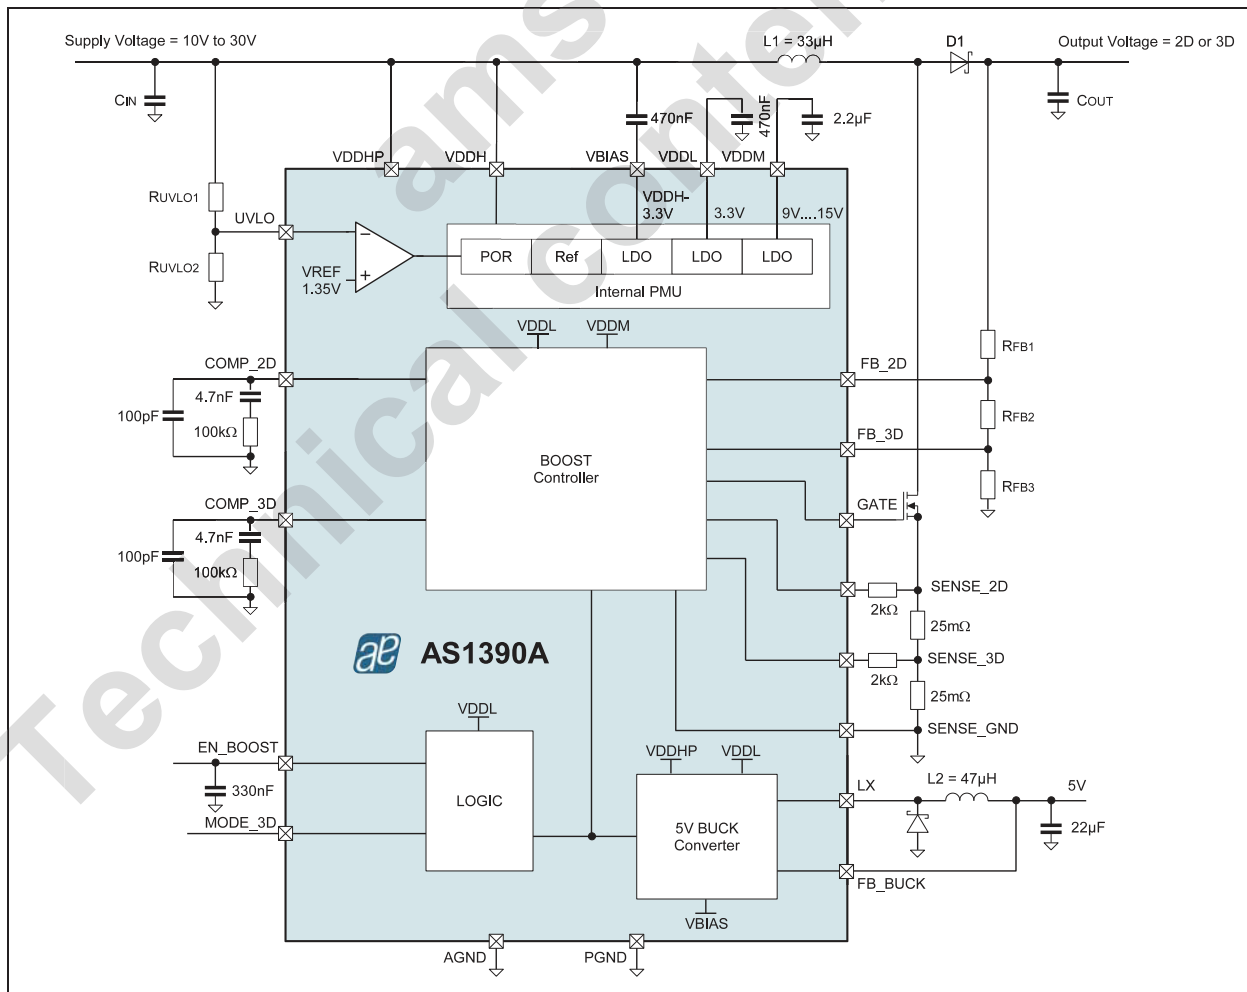 Supply Voltage = 10V to 30V
L1 = 33µH
D1
Output Voltage = 2D or 3D
CIN
470nF
470nF
2.2µF
COUT
VDDHP
VDDH
VBIAS
VDDL
VDDM
RUVLO1
UVLO
RUVLO2
VDDH-
3.3V
3.3V
9V....15V
VREF
1.35V
POR
Ref
LDO
LDO
LDO
Internal PMU
VDDL
VDDM
COMP_2D
4.7nF
100pF
100kΩ
COMP_3D
4.7nF
100pF
100kΩ
BOOST
Controller
FB_2D
FB_3D
GATE
RFB1
RFB2
RFB3
SENSE_2D
2kΩ
25mΩ
SENSE_3D
2kΩ
25mΩ
SENSE_GND
AS1390A
VDDL
EN_BOOST
330nF
MODE_3D
LOGIC
VDDHP
VDDL
5V BUCK
Converter
VBIAS
LX
L2 = 47µH
5V
22µF
FB_BUCK
AGND
PGND
ams
Technical conten